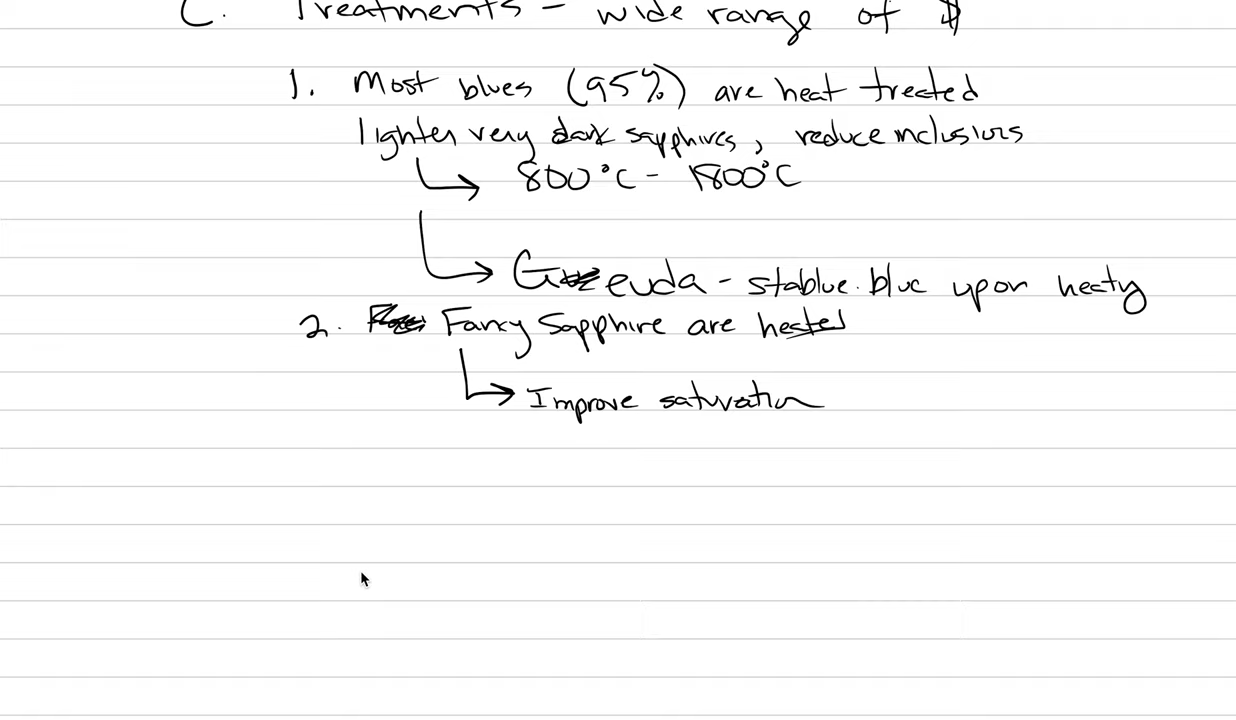 C. Treatments - wide range of $
1. Most blues (95%) are heat treated
lighten very dark sapphires, reduce inclusions
800°C - 1800°C
Geuda - stablue blue upon heaty
2. Fancy Sapphire are heated
Improve saturation